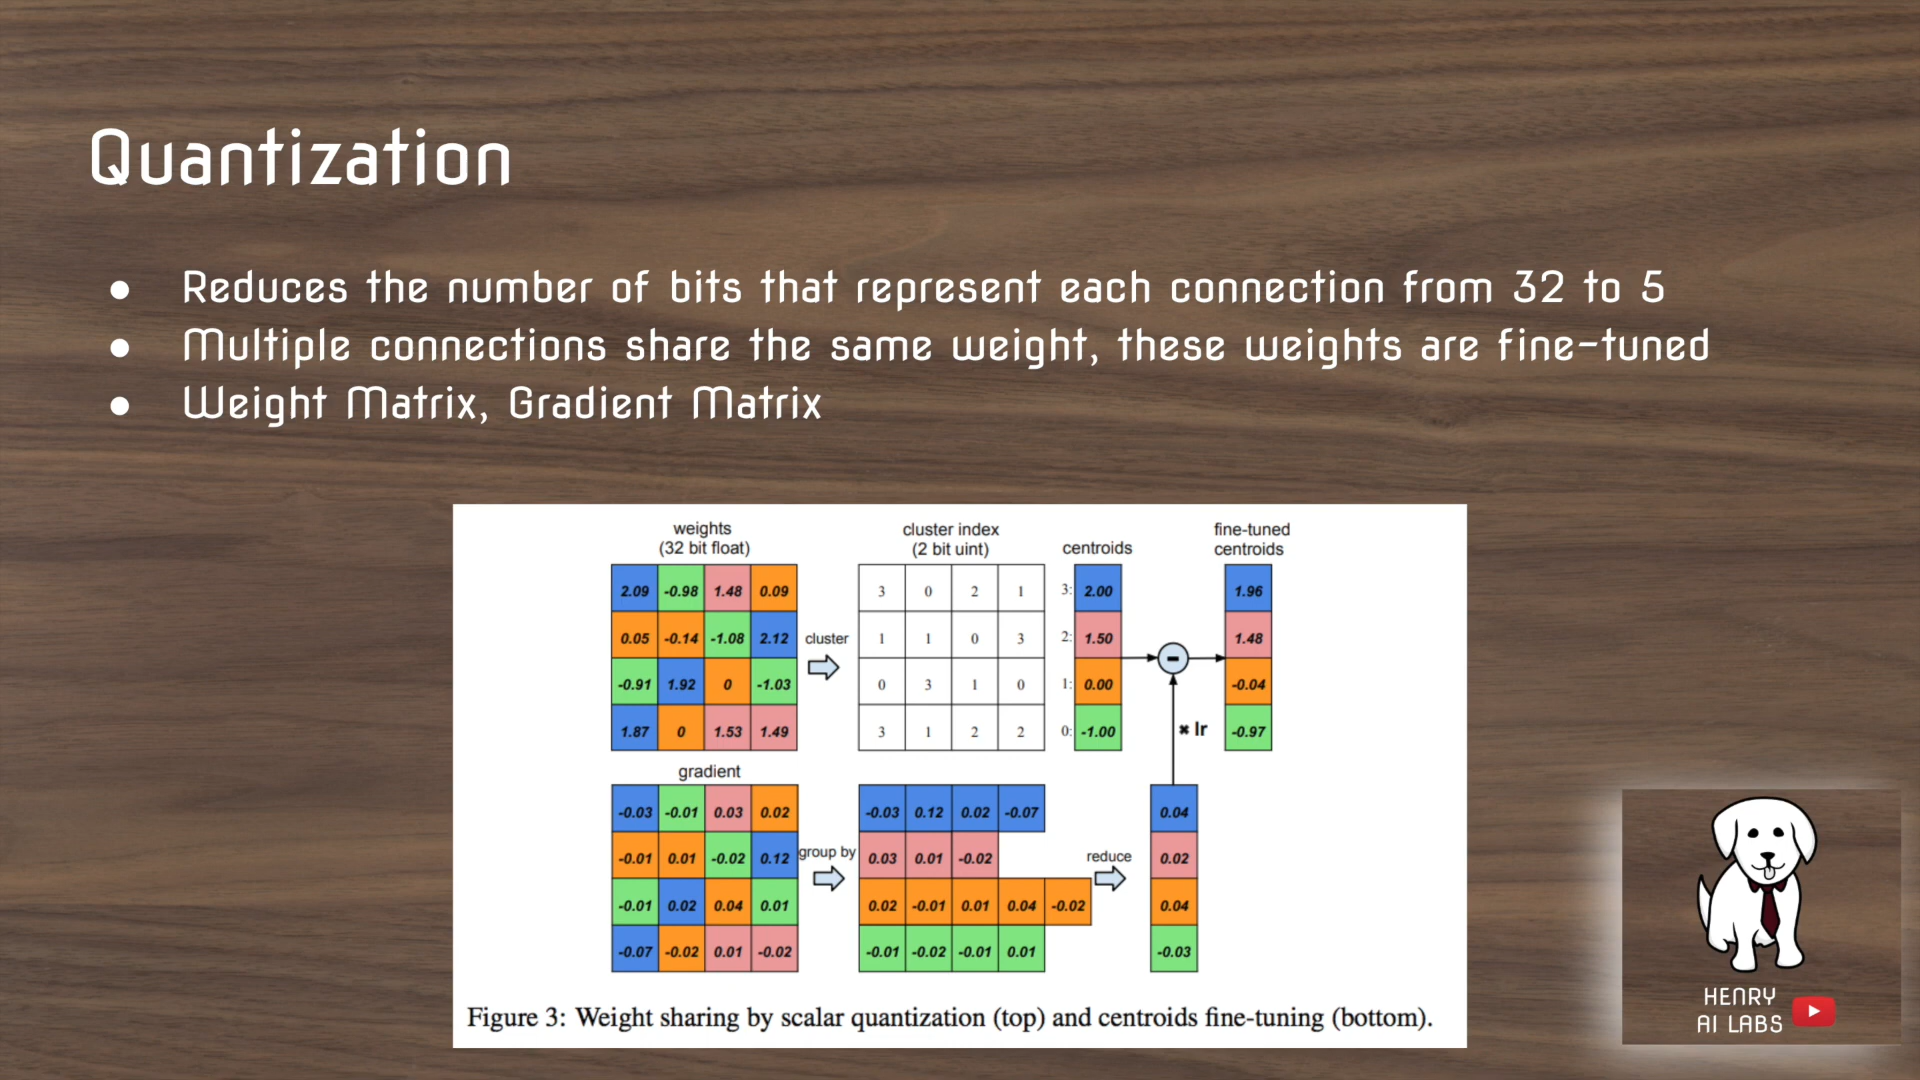 Quantization
● Reduces the number of bits that represent each connection from 32 to 5
● Multiple connections share the same weight, these weights are fine-tuned
● Weight Matrix, Gradient Matrix
weights
(32 bit float)
cluster index
(2 bit uint)
centroids
fine-tuned
centroids
2.09 -0.98 1.48 0.09
0.05 -0.14 -1.08 2.12
-0.91 1.92 0 -1.03
1.87 0 1.53 1.49
cluster
3 0 2 1
1 1 0 3
0 3 1 0
3 1 2 2
3: 2.00
2: 1.50
1: 0.00
0: -1.00
-
× lr
1.96
1.48
-0.04
-0.97
gradient
-0.03 -0.01 0.03 0.02
-0.01 0.01 -0.02 0.12
-0.01 0.02 0.04 0.01
-0.07 -0.02 0.01 -0.02
group by
-0.03 0.12 0.02 -0.07
0.03 0.01 -0.02
0.02 -0.01 0.01 0.04 -0.02
-0.01 -0.02 -0.01 0.01
reduce
0.04
0.02
0.04
-0.03
Figure 3: Weight sharing by scalar quantization (top) and centroids fine-tuning (bottom).
HENRY
AI LABS